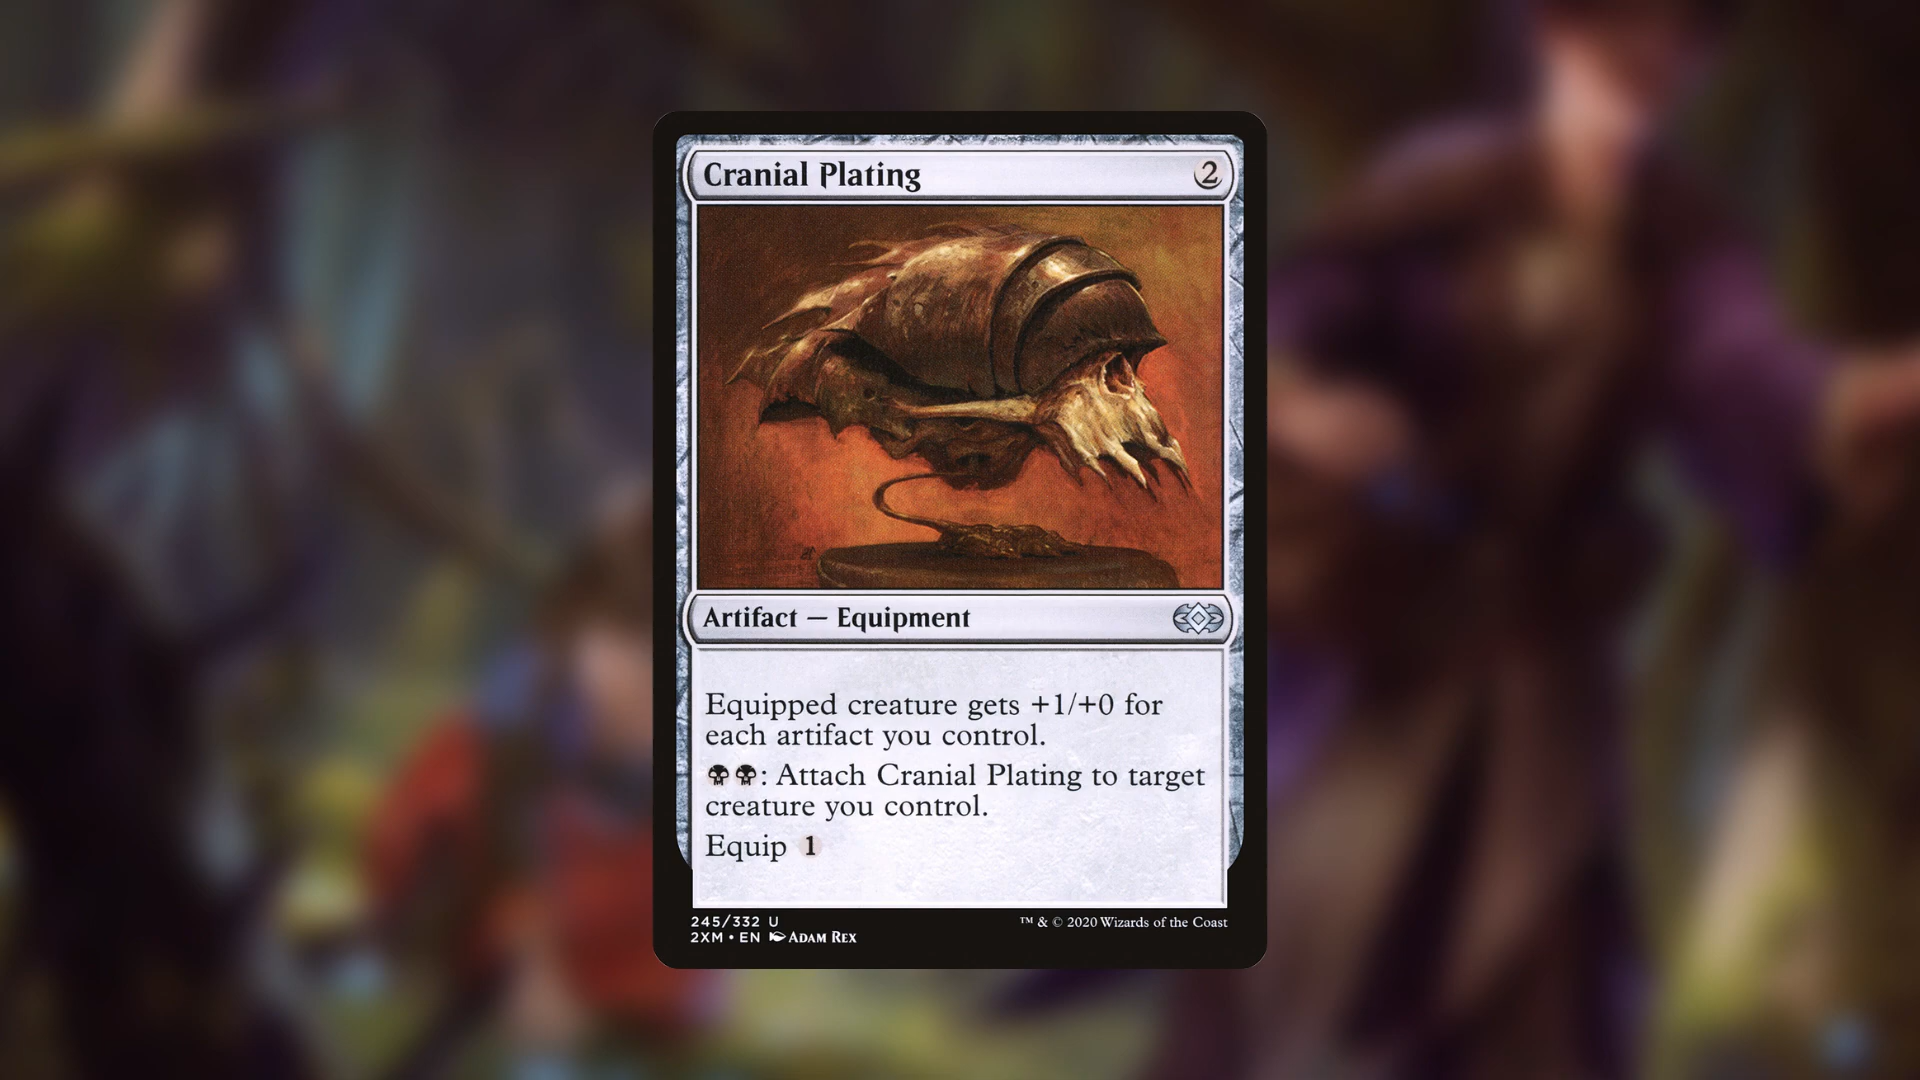 Cranial Plating 2
Artifact — Equipment
Equipped creature gets +1/+0 for
each artifact you control.
: Attach Cranial Plating to target
creature you control.
Equip 1
245/332 U
2XM • EN ADAM REX
™ & © 2020 Wizards of the Coast